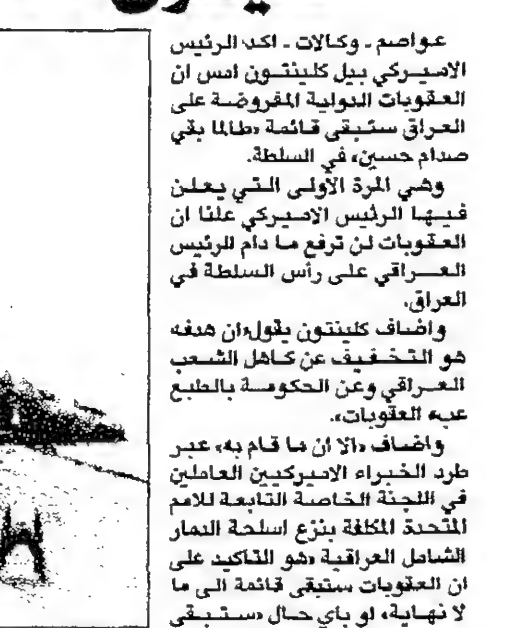 عواصم ـ وكالات ـ اكد الرئيس
الاميركي بيل كلينتون امس ان
العقوبات الدولية المفروضة على
العراق ستبقى قائمة «طالما بقي
صدام حسين» في السلطة.
وهي المرة الأولى التي يعلن
فيها الرئيس الاميركي علنا ان
العقوبات لن ترفع ما دام الرئيس
العراقي على رأس السلطة في
العراق.
واضاف كلينتون يقول«ان هدفه
هو التخفيف عن كاهل الشعب
العراقي وعن الحكومة بالطبع
عبء العقوبات».
واضاف «الا ان ما قام به» عبر
طرد الخبراء الاميركيين العاملين
في اللجنة الخاصة التابعة للامم
المتحدة المكلفة بنزع اسلحة الدمار
الشامل العراقية «هو التاكيد على
ان العقوبات ستبقى قائمة الى ما
لا نهاية، او باي حال «ستبقى